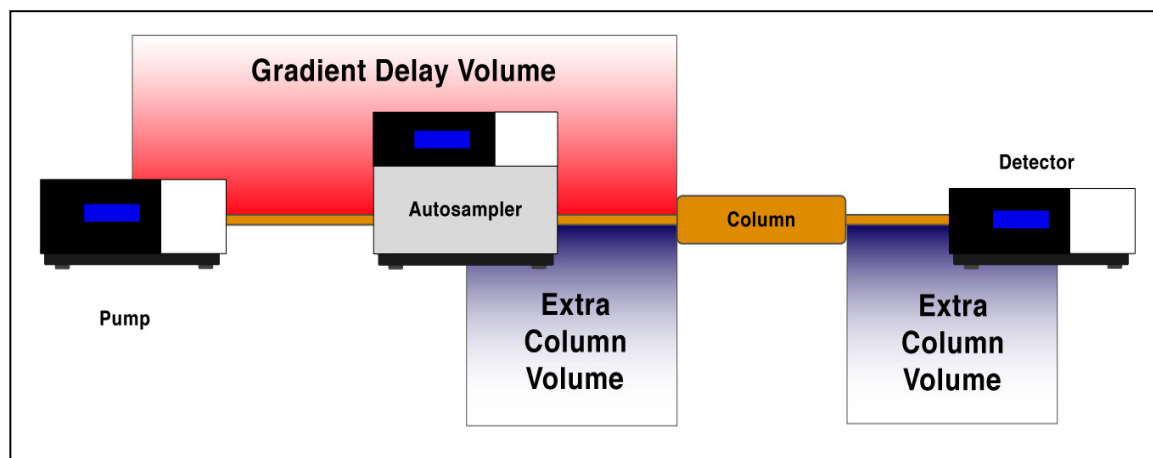 Gradient Delay Volume
Detector
Autosampler
Column
Pump
Extra
Column
Volume
Extra
Column
Volume